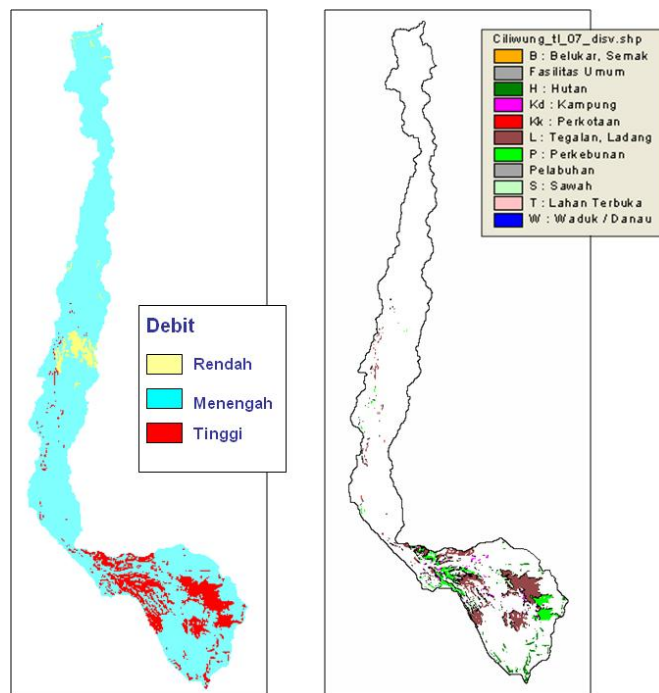 Debit
Rendah
Menengah
Tinggi
Ciliwung_tl_07_disv.shp
B : Belukar, Semak
Fasilitas Umum
H : Hutan
Kd : Kampung
Kk : Perkotaan
L : Tegalan, Ladang
P : Perkebunan
Pelabuhan
S : Sawah
T : Lahan Terbuka
W : Waduk / Danau